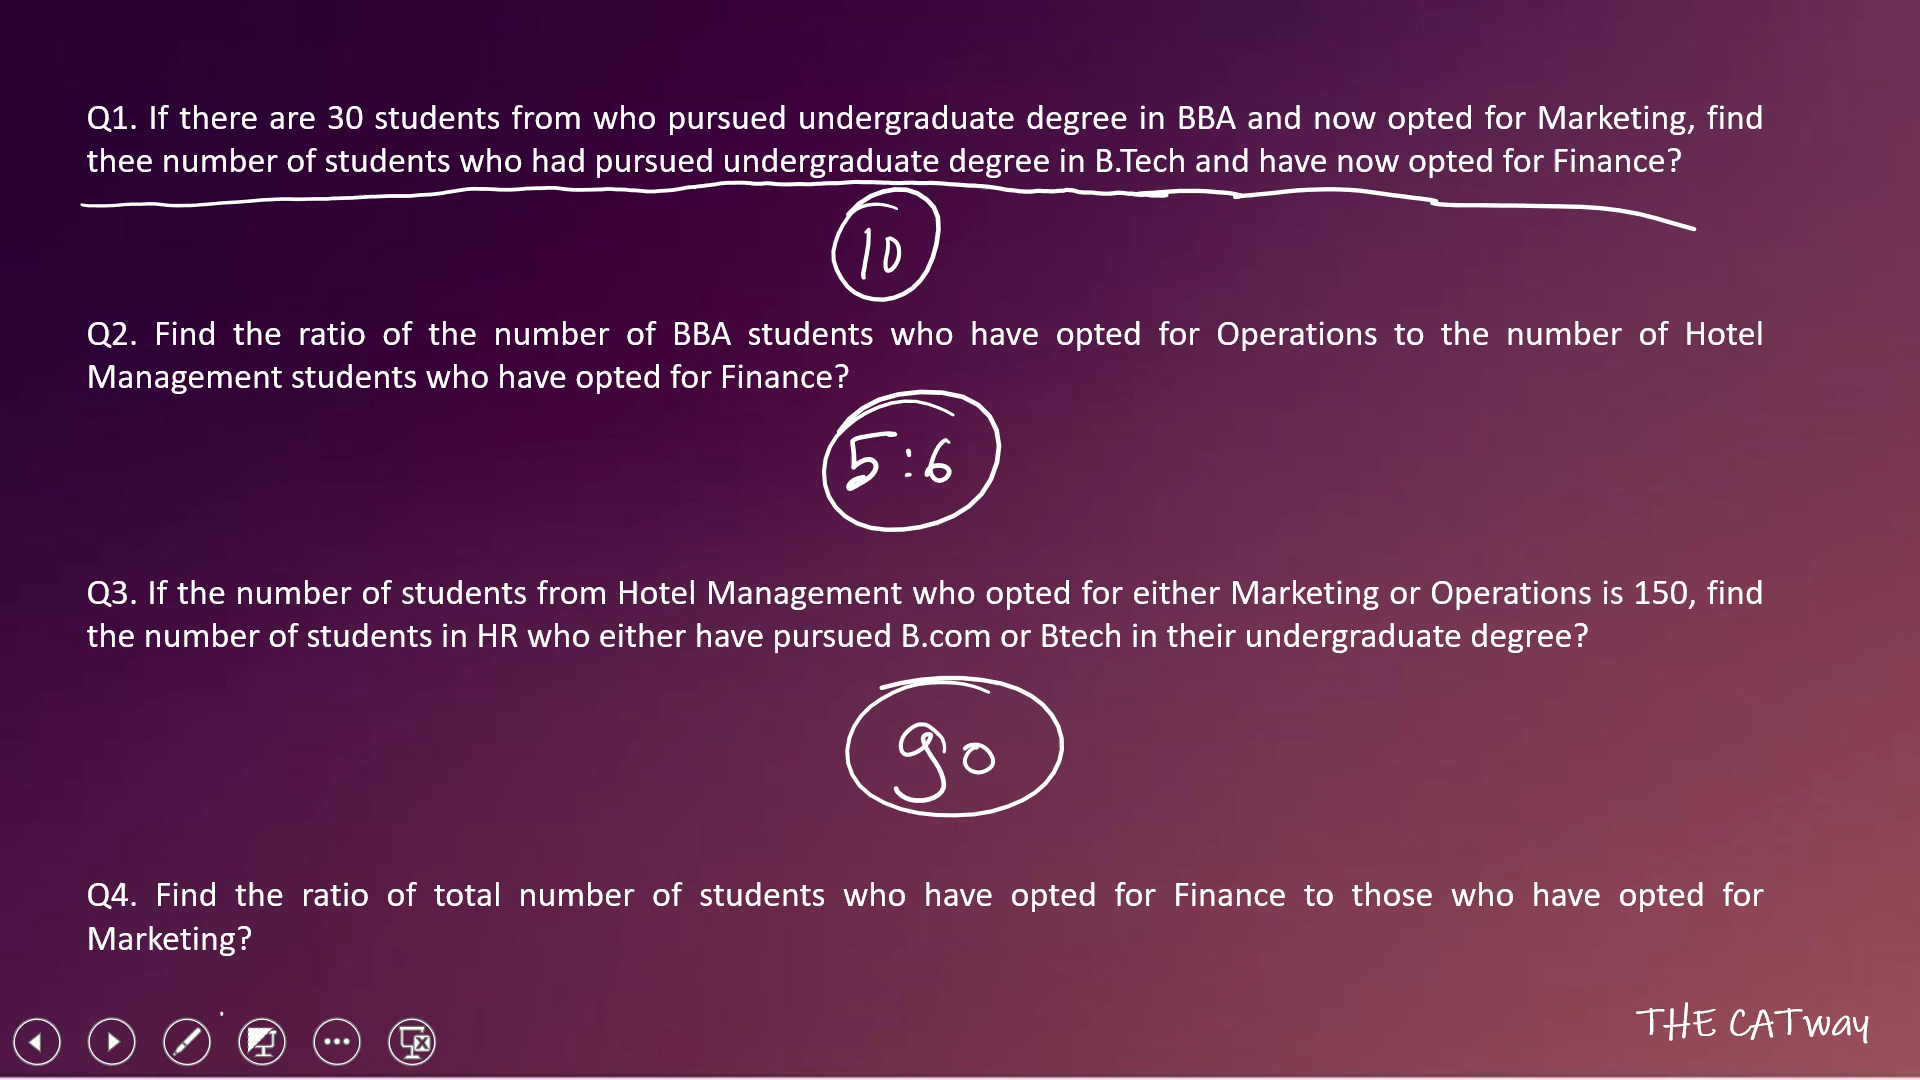 Q1. If there are 30 students from who pursued undergraduate degree in BBA and now opted for Marketing, find
thee number of students who had pursued undergraduate degree in B.Tech and have now opted for Finance?
10
Q2. Find the ratio of the number of BBA students who have opted for Operations to the number of Hotel
Management students who have opted for Finance?
5:6
Q3. If the number of students from Hotel Management who opted for either Marketing or Operations is 150, find
the number of students in HR who either have pursued B.com or Btech in their undergraduate degree?
90
Q4. Find the ratio of total number of students who have opted for Finance to those who have opted for
Marketing?
THE CATway